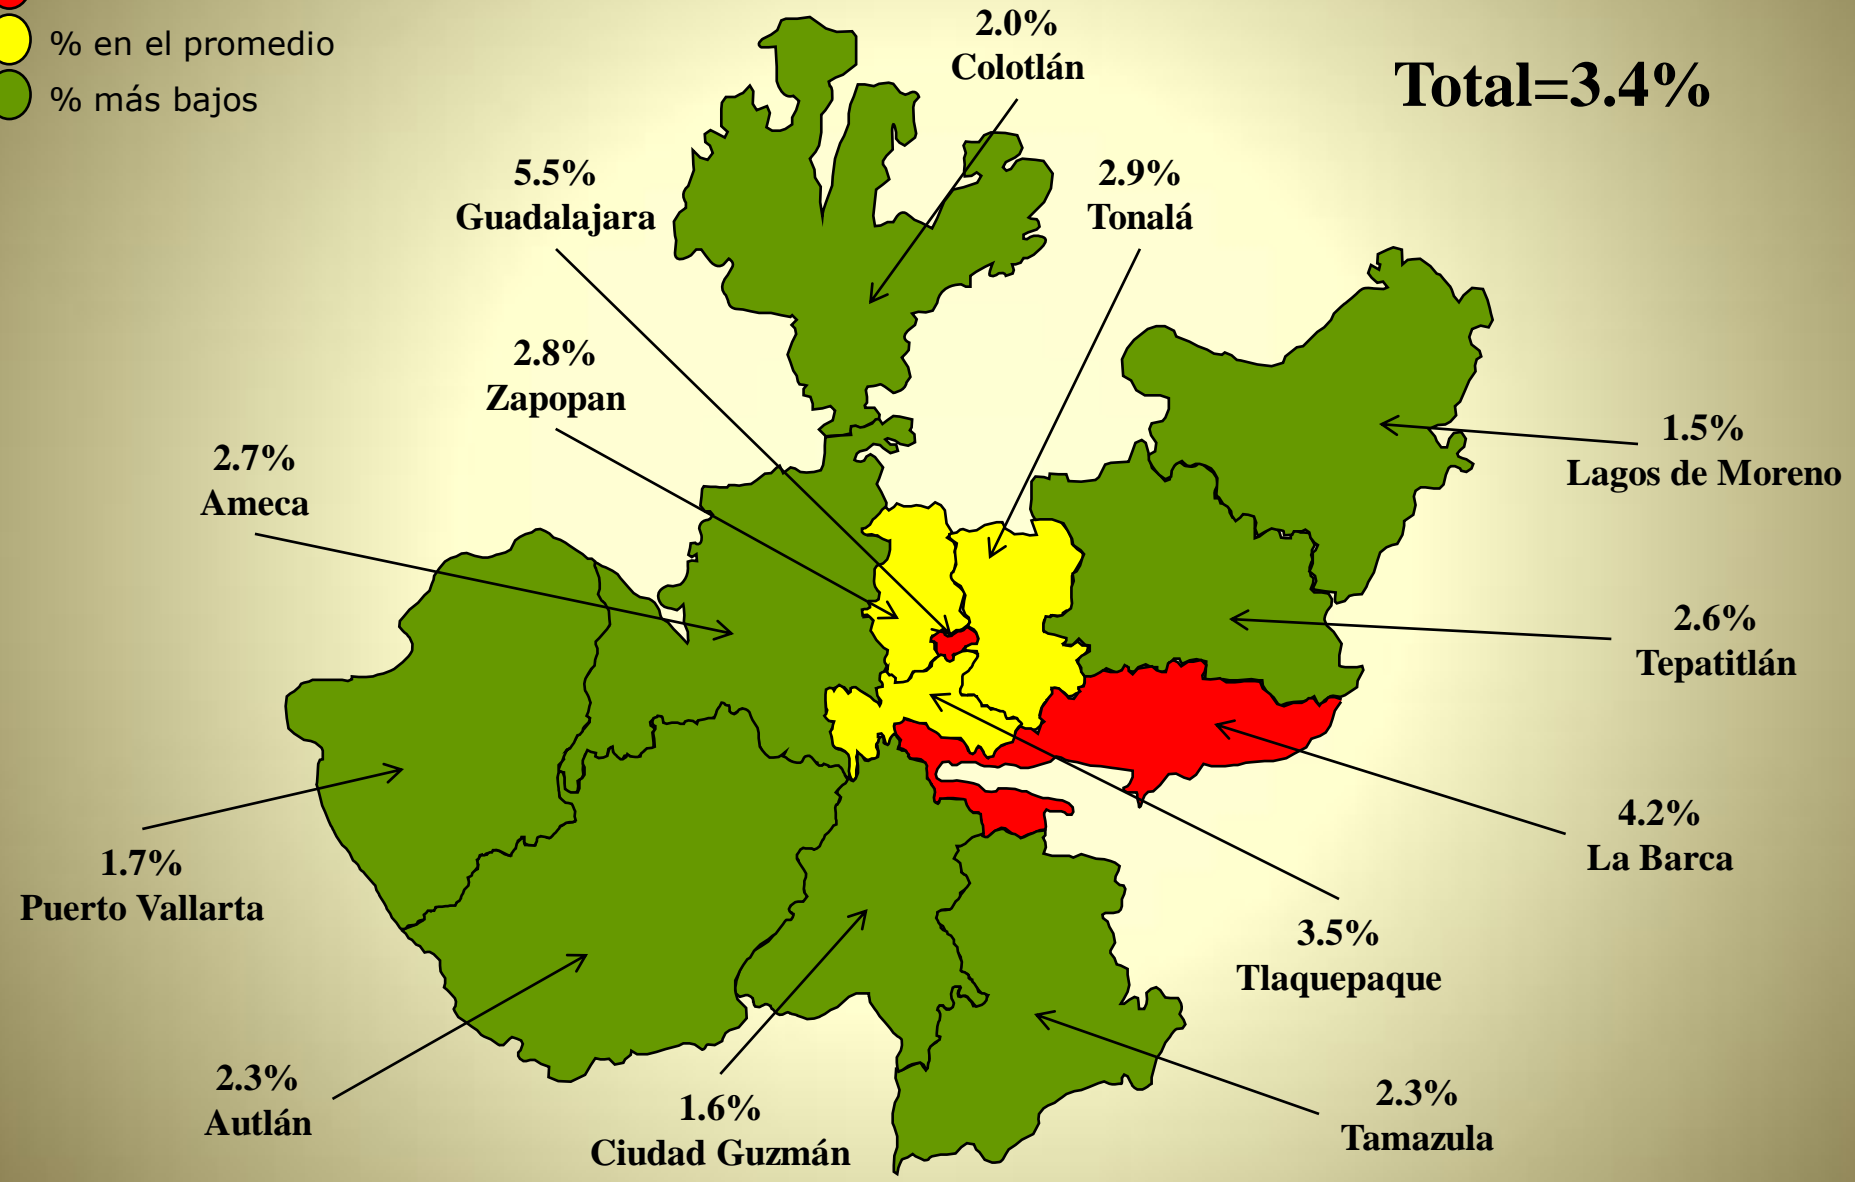 % en el promedio
% más bajos
Total=3.4%
2.0%
Colotlán
5.5%
Guadalajara
2.9%
Tonalá
2.8%
Zapopan
2.7%
Ameca
1.5%
Lagos de Moreno
2.6%
Tepatitlán
4.2%
La Barca
1.7%
Puerto Vallarta
3.5%
Tlaquepaque
2.3%
Autlán
1.6%
Ciudad Guzmán
2.3%
Tamazula